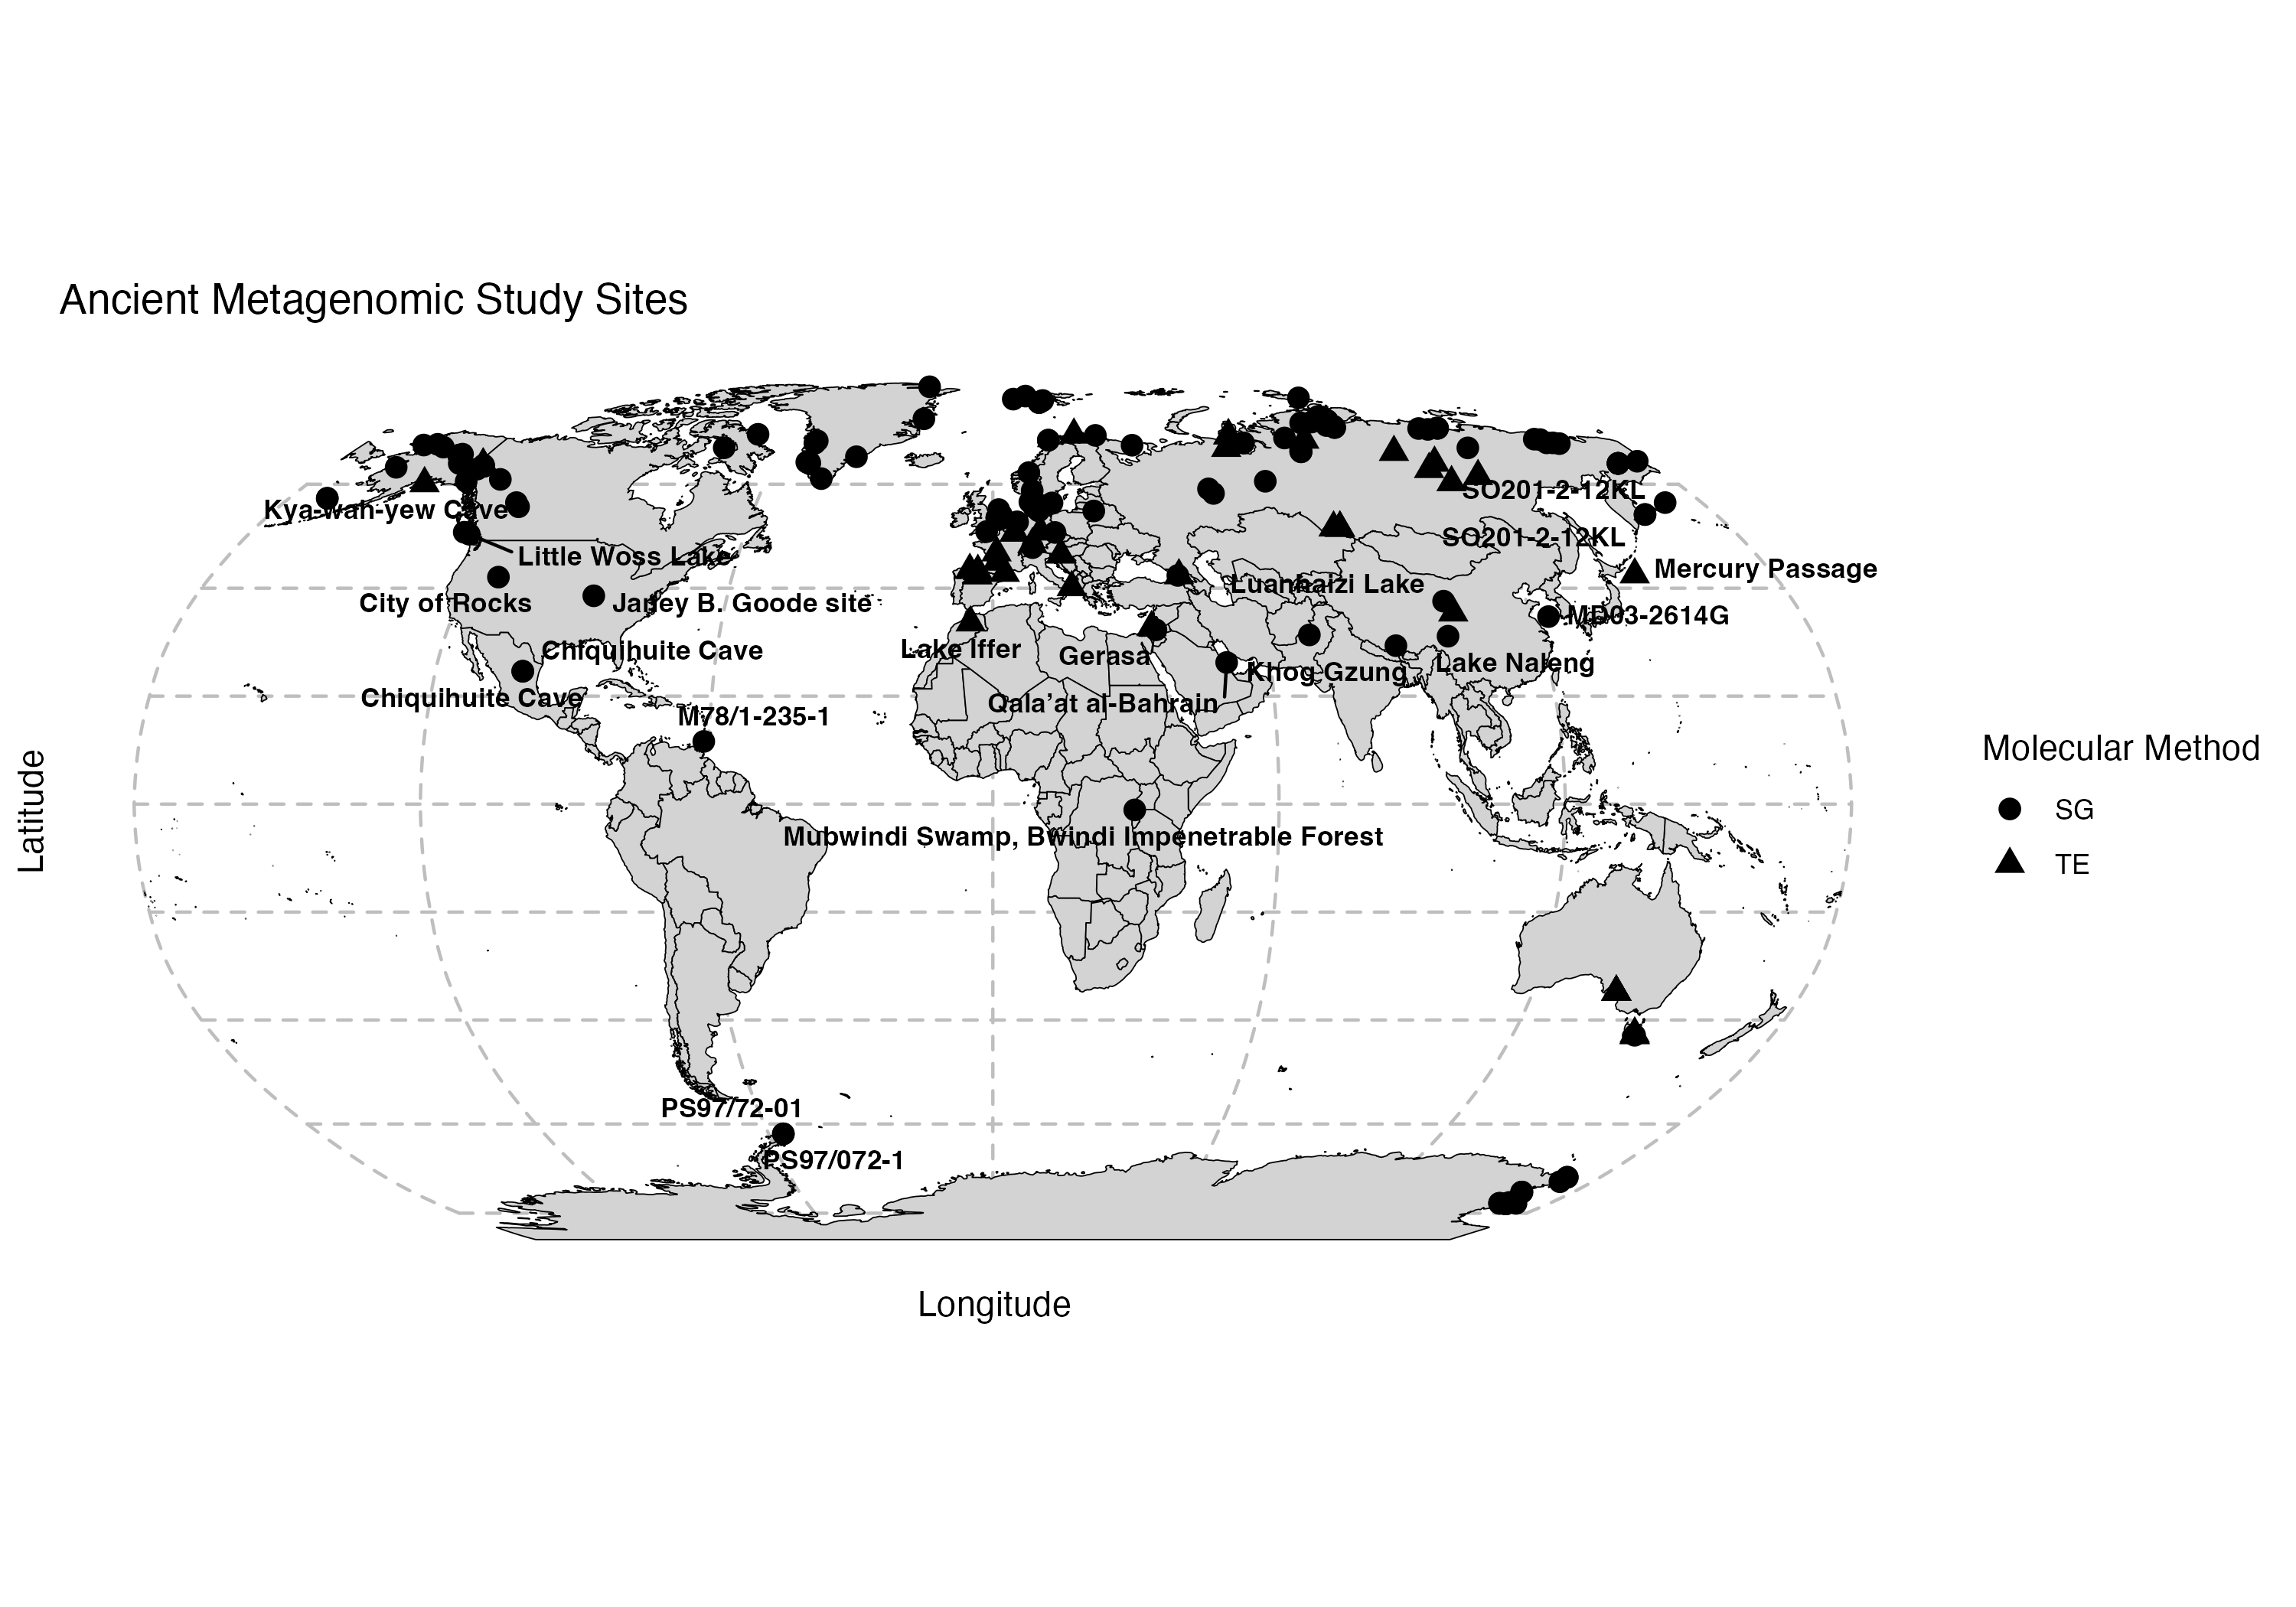 Ancient Metagenomic Study Sites
SO201-2-12KL
Kya-wah-yew Cave
SO201-2-12KL
Little Woss Lake
Mercury Passage
Luanhaizi Lake
City of Rocks
Janey B. Goode site
MD03-2614G
Chiquihuite Cave
Lake Iffer
Gerasa
Lake Naleng
Khog Gzung
Chiquihuite Cave
Qala’at al-Bahrain
M78/1-235-1
Mubwindi Swamp, Bwindi Impenetrable Forest
PS97/72-01
PS97/072-1
Latitude
Longitude
Molecular Method
SG
TE